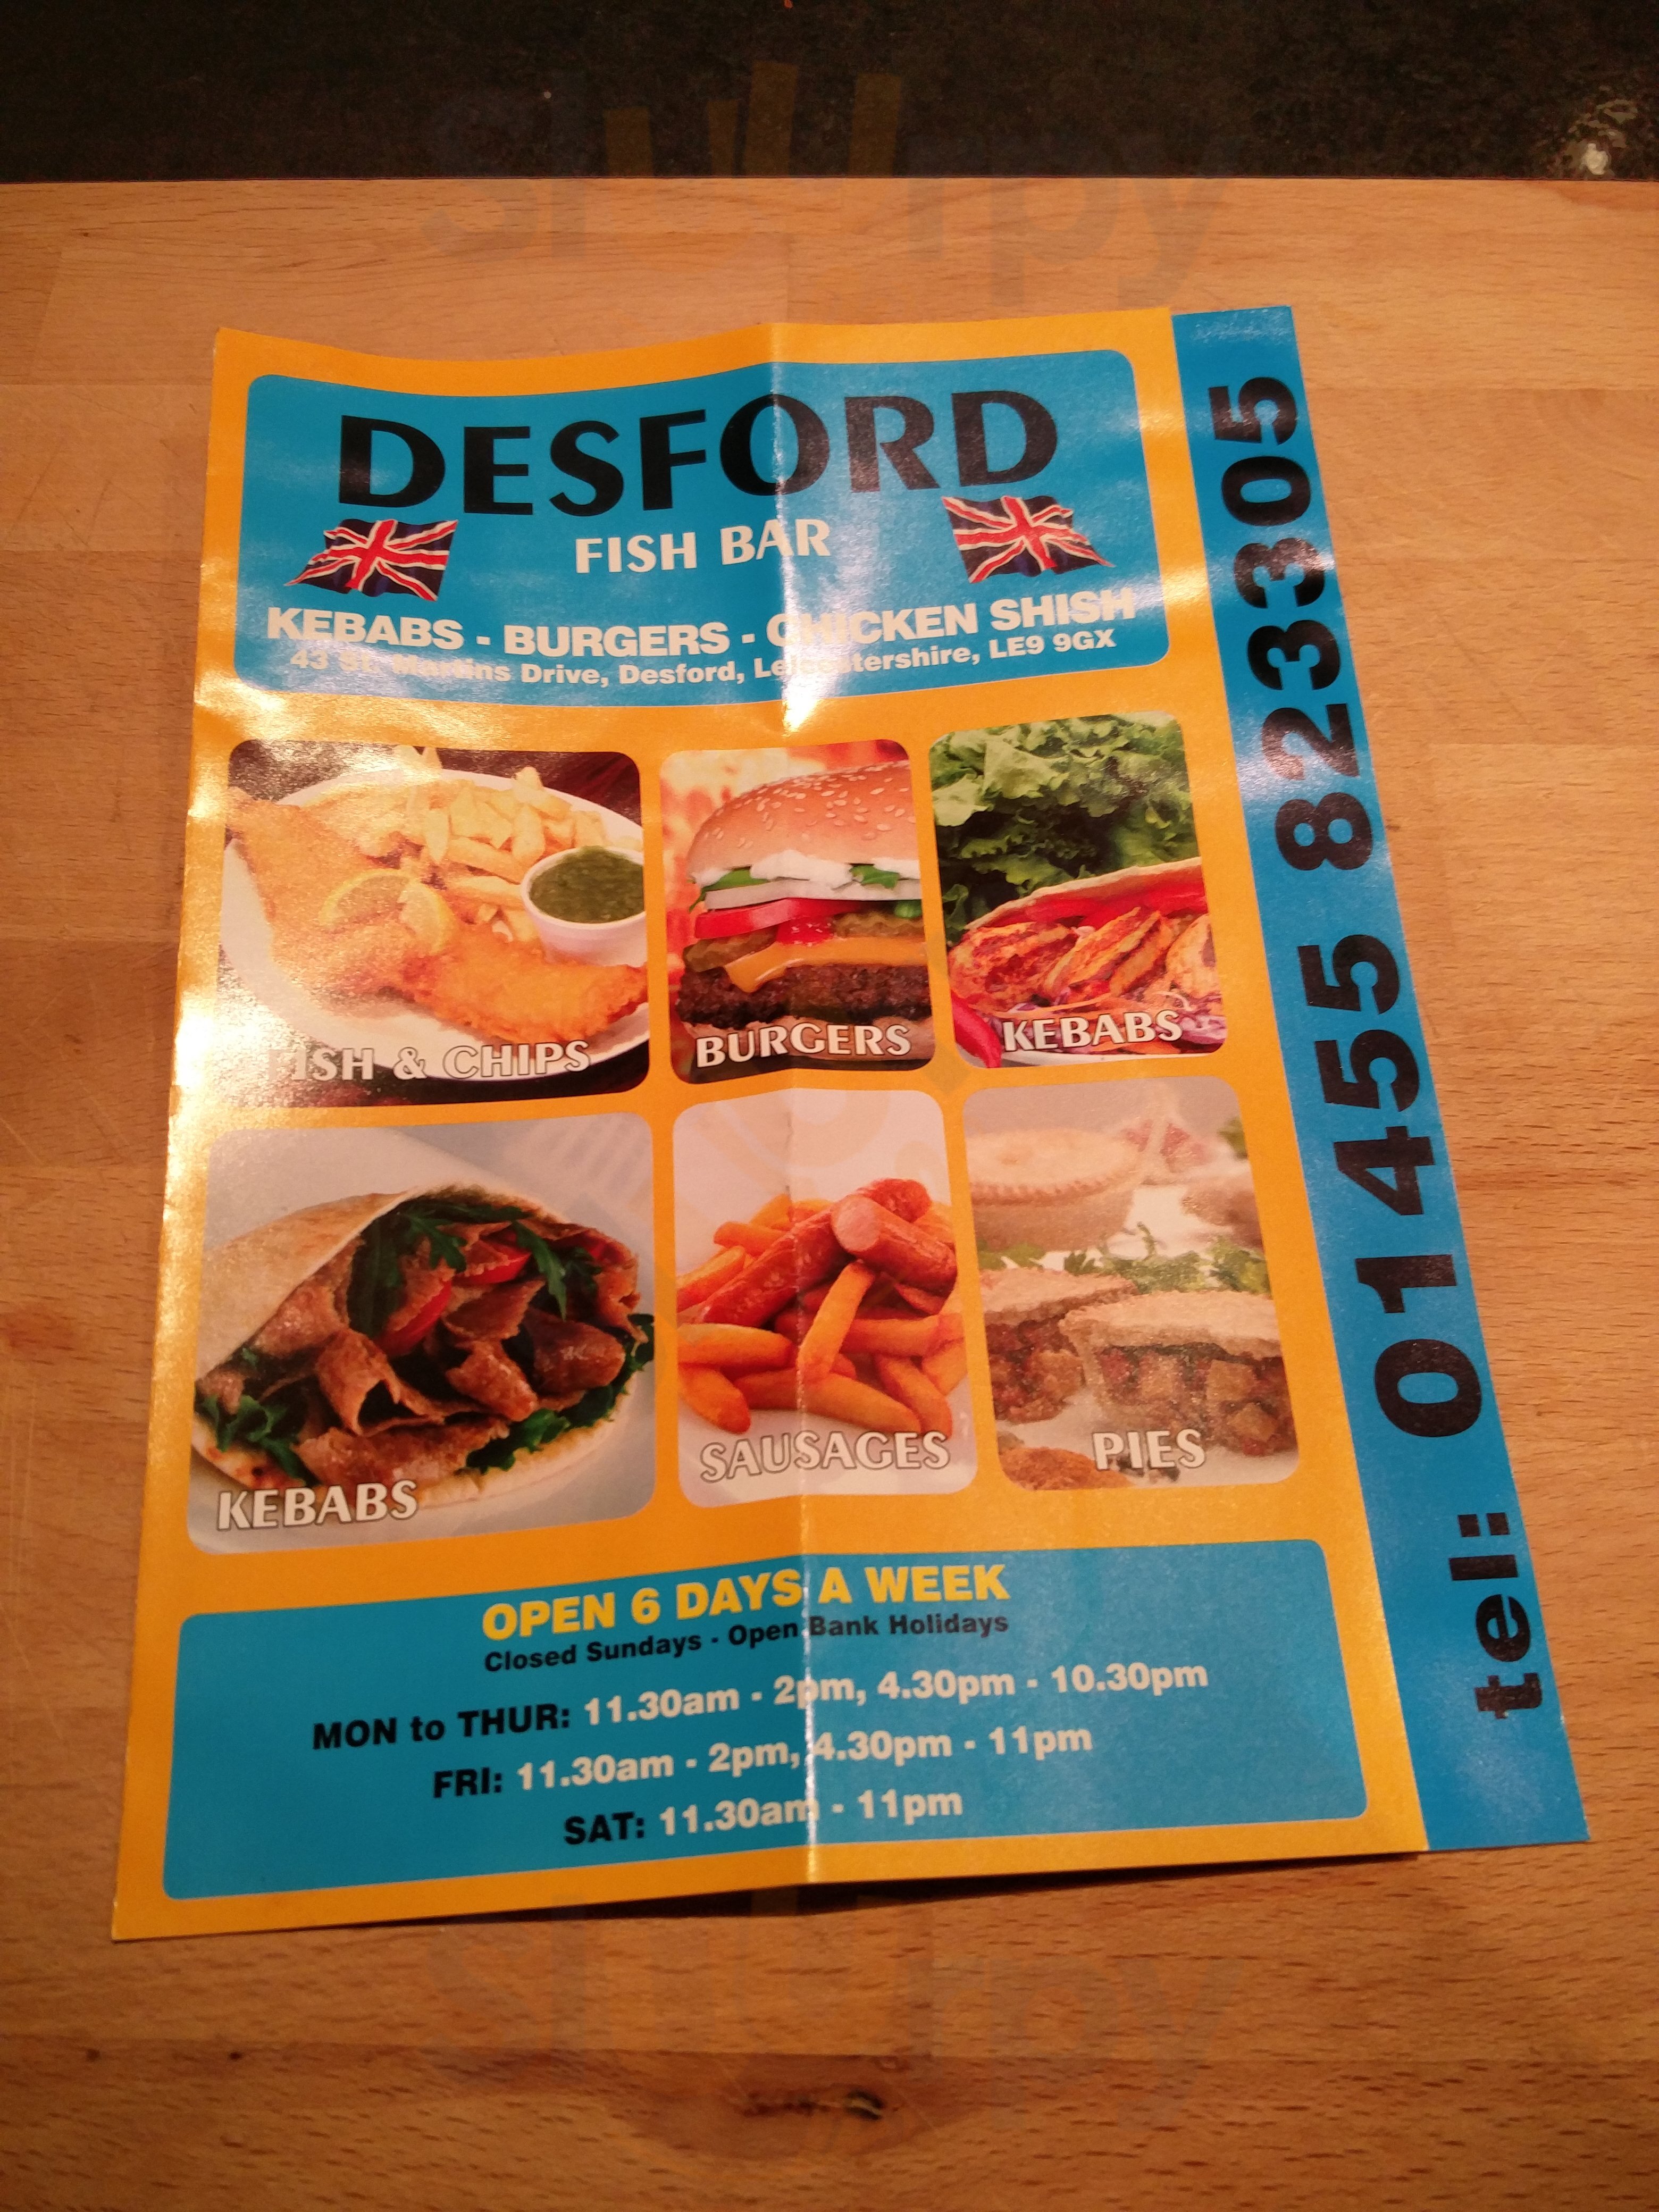 DESFORD
FISH BAR
KEBABS - BURGERS - CHICKEN SHISH
43 St. Martins Drive, Desford, Leicestershire, LE9 9GX
FISH & CHIPS
BURGERS
KEBABS
KEBABS
SAUSAGES
PIES
OPEN 6 DAYS A WEEK
Closed Sundays - Open Bank Holidays
MON to THUR: 11.30am - 2pm, 4.30pm - 10.30pm
FRI: 11.30am - 2pm, 4.30pm - 11pm
SAT: 11.30am - 11pm
tel: 01455 823305
sluurpy
sluurpy